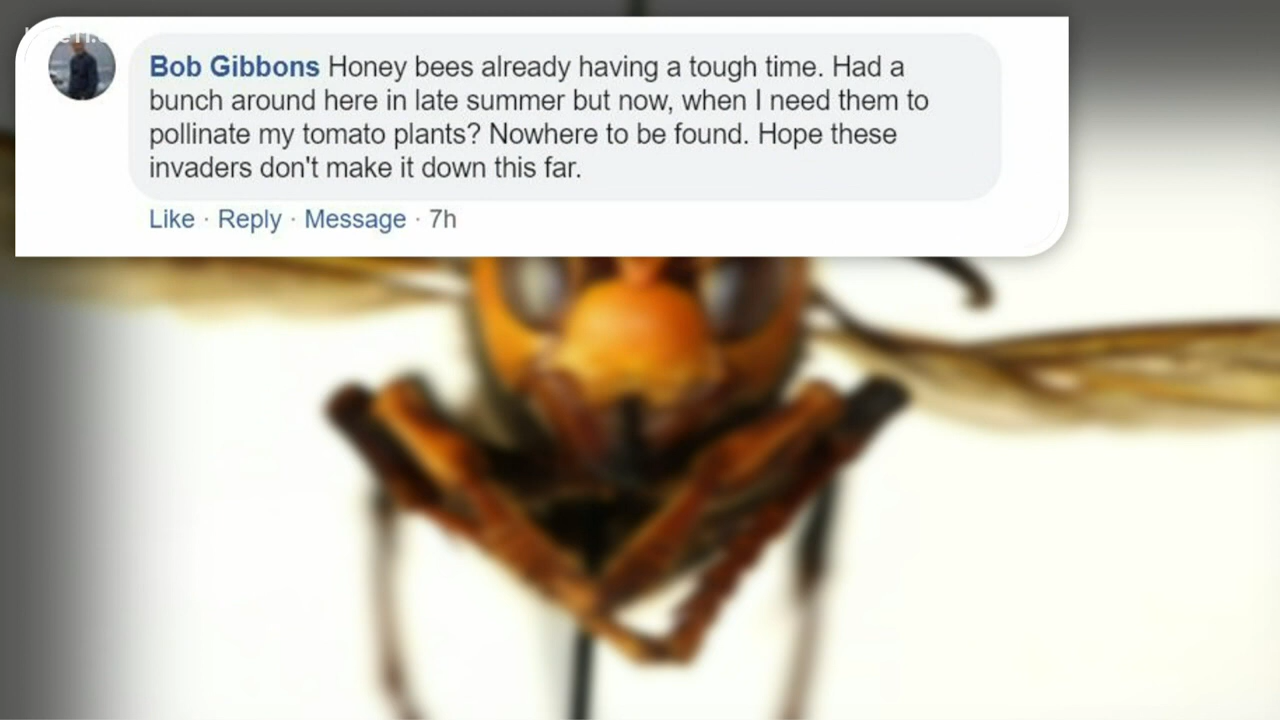 Bob Gibbons Honey bees already having a tough time. Had a
bunch around here in late summer but now, when I need them to
pollinate my tomato plants? Nowhere to be found. Hope these
invaders don't make it down this far.
Like · Reply · Message · 7h